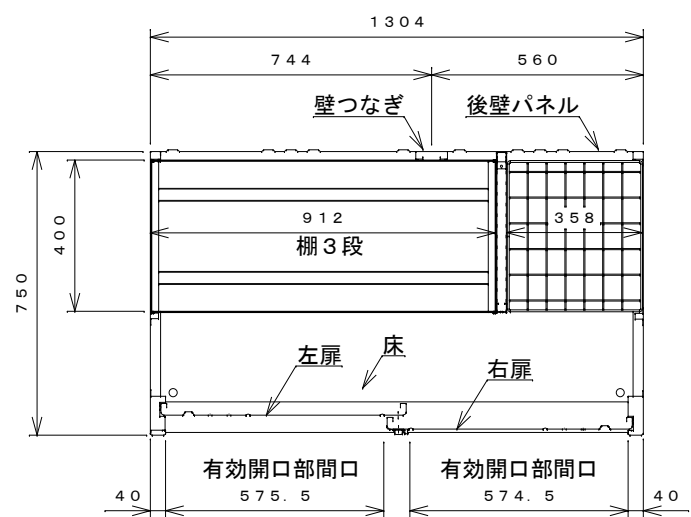 1304
744
560
壁つなぎ
後壁パネル
400
750
912
358
棚3段
左扉
床
右扉
有効開口部間口
有効開口部間口
40
575.5
574.5
40